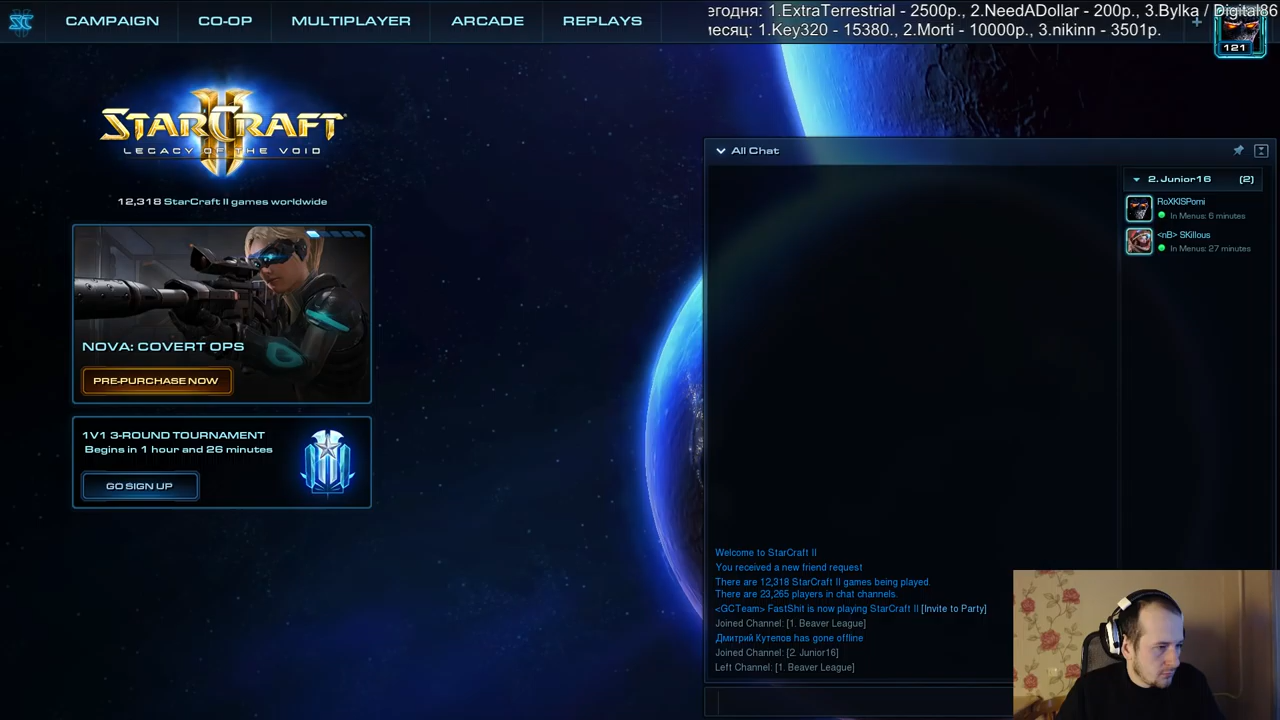 CAMPAIGN
CO-OP
MULTIPLAYER
ARCADE
REPLAYS
егодня: 1.ExtraTerrestrial - 2500р., 2.NeedADollar - 200р., 3.Bylka / Digital86
месяц: 1.Key320 - 15380., 2.Morti - 10000р., 3.nikinn - 3501р.
121
STARCRAFT
II
LEGACY OF THE VOID
12,318 StarCraft II games worldwide
NOVA: COVERT OPS
PRE-PURCHASE NOW
1V1 3-ROUND TOURNAMENT
Begins in 1 hour and 26 minutes
GO SIGN UP
All Chat
2. Junior16 (2)
RoXKISPomi
In Menus: 6 minutes
<nB> SKillous
In Menus: 27 minutes
Welcome to StarCraft II
You received a new friend request
There are 12,318 StarCraft II games being played.
There are 23,265 players in chat channels.
<GCTeam> FastShit is now playing StarCraft II [Invite to Party]
Joined Channel: [1. Beaver League]
Дмитрий Кутепов has gone offline
Joined Channel: [2. Junior16]
Left Channel: [1. Beaver League]